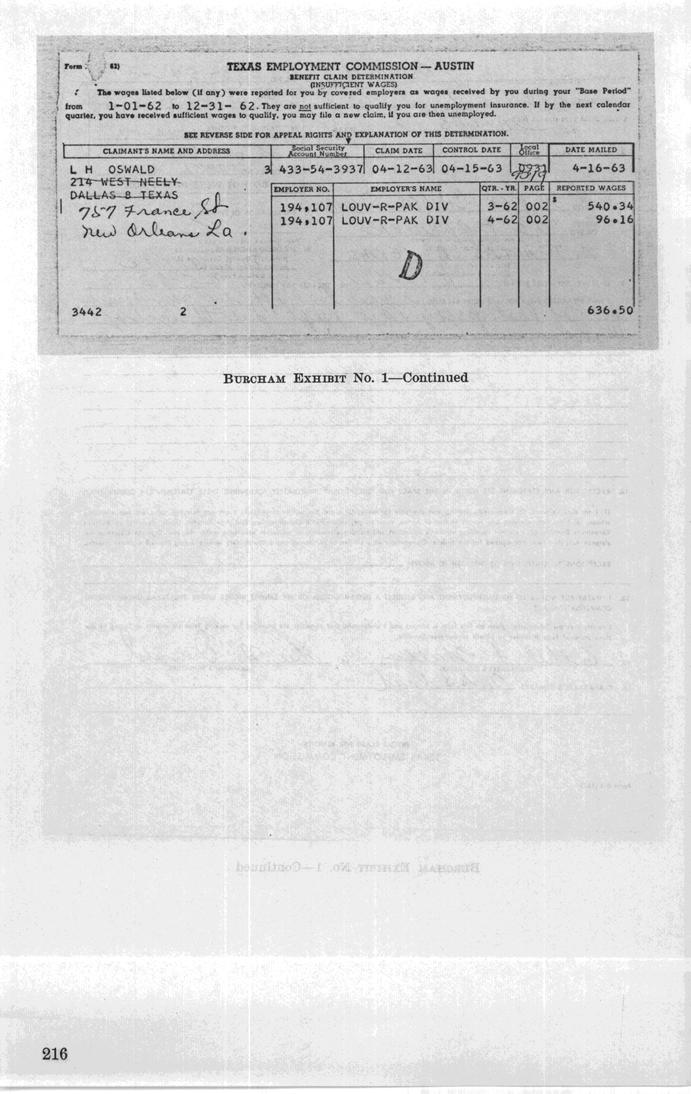 Form 62)
TEXAS EMPLOYMENT COMMISSION — AUSTIN
BENEFIT CLAIM DETERMINATION
(INSUFFICIENT WAGES)
The wages listed below (if any) were reported for you by covered employers as wages received by you during your "Base Period"
from 1-01-62 to 12-31-62. They are not sufficient to qualify you for unemployment insurance. If by the next calendar
quarter, you have received sufficient wages to qualify, you may file a new claim, if you are then unemployed.
SEE REVERSE SIDE FOR APPEAL RIGHTS AND EXPLANATION OF THIS DETERMINATION.
CLAIMANT'S NAME AND ADDRESS Social Security Account Number CLAIM DATE CONTROL DATE Local Office DATE MAILED
L H OSWALD 3 433-54-3937 04-12-63 04-15-63 4-16-63
214 WEST NEELY
DALLAS 8 TEXAS
757 France St
New Orleans La.
EMPLOYER NO. EMPLOYER'S NAME QTR.-YR. PAGE REPORTED WAGES
194,107 LOUV-R-PAK DIV 3-62 002 $ 540.34
194,107 LOUV-R-PAK DIV 4-62 002 96.16
D
3442 2 636.50
BURCHAM EXHIBIT No. 1—Continued
216